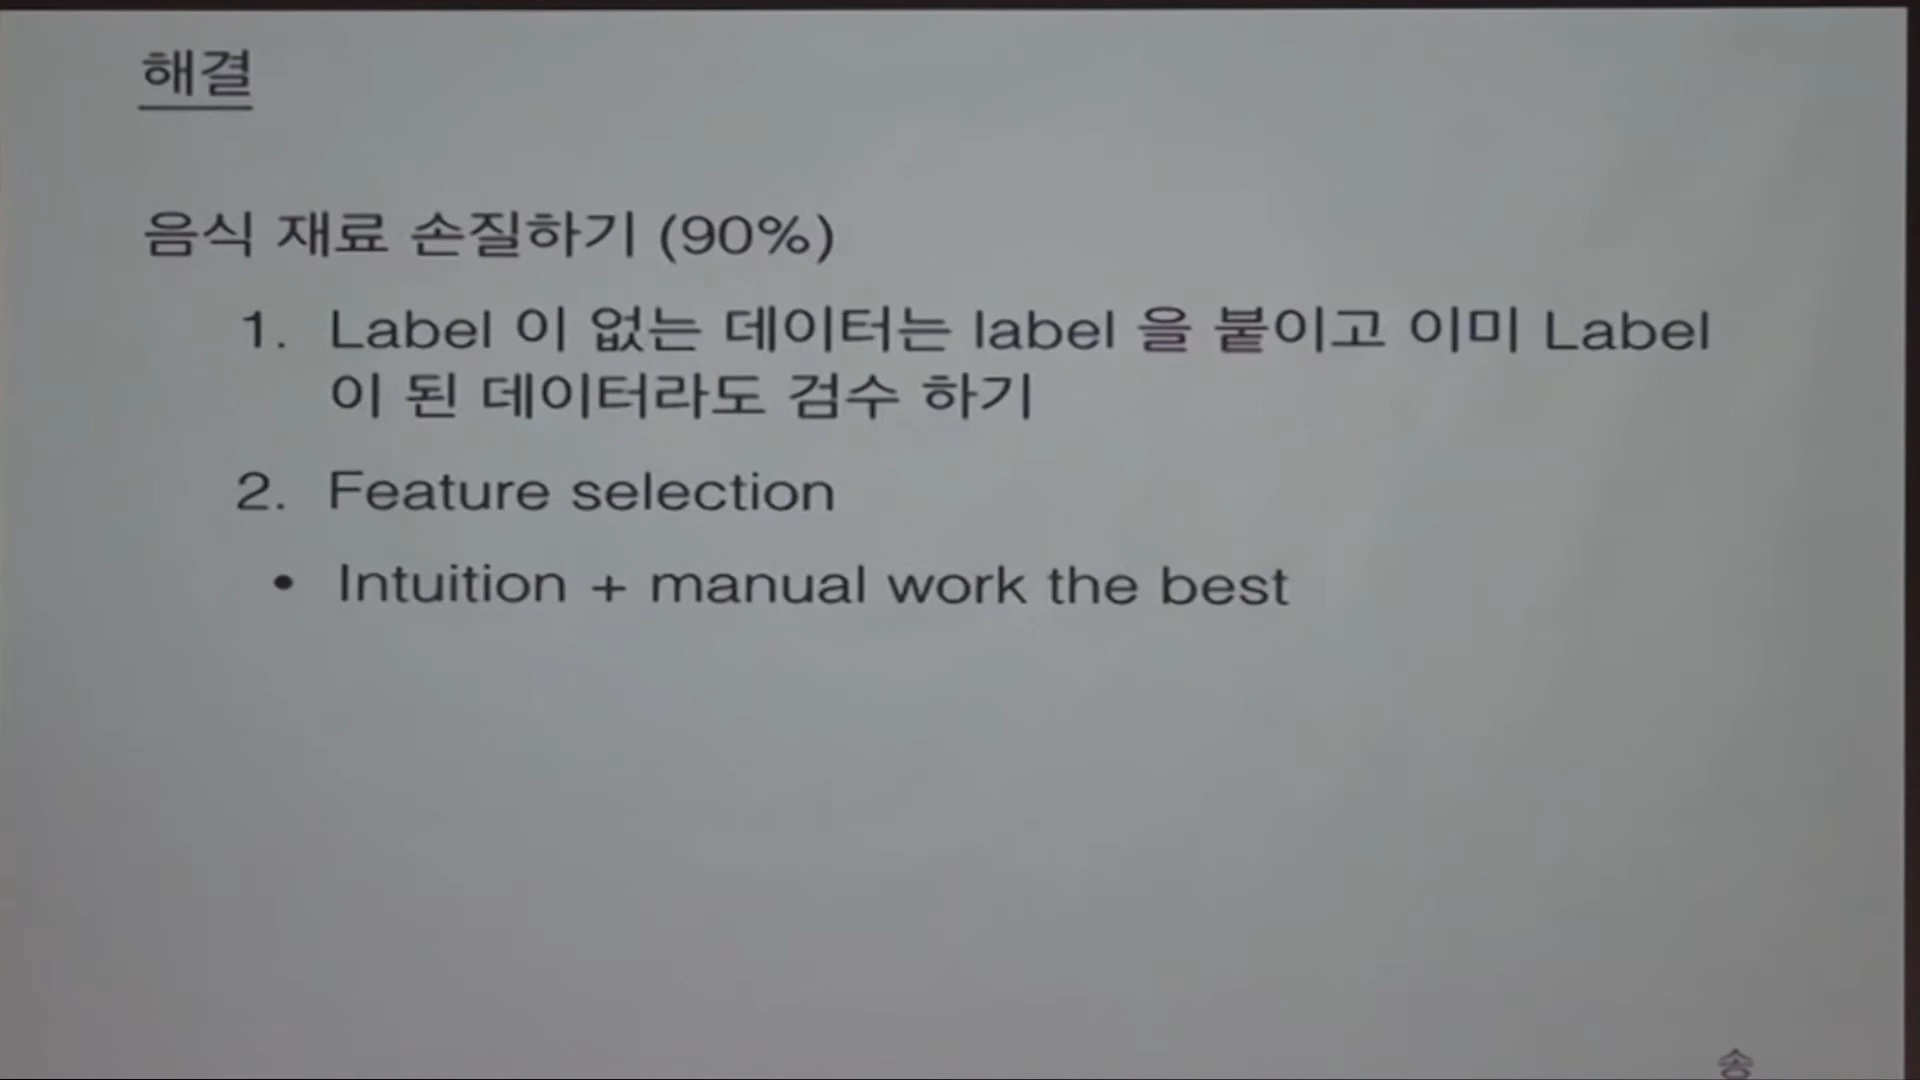 해결
음식 재료 손질하기 (90%)
1. Label 이 없는 데이터는 label 을 붙이고 이미 Label
이 된 데이터라도 검수 하기
2. Feature selection
• Intuition + manual work the best
송